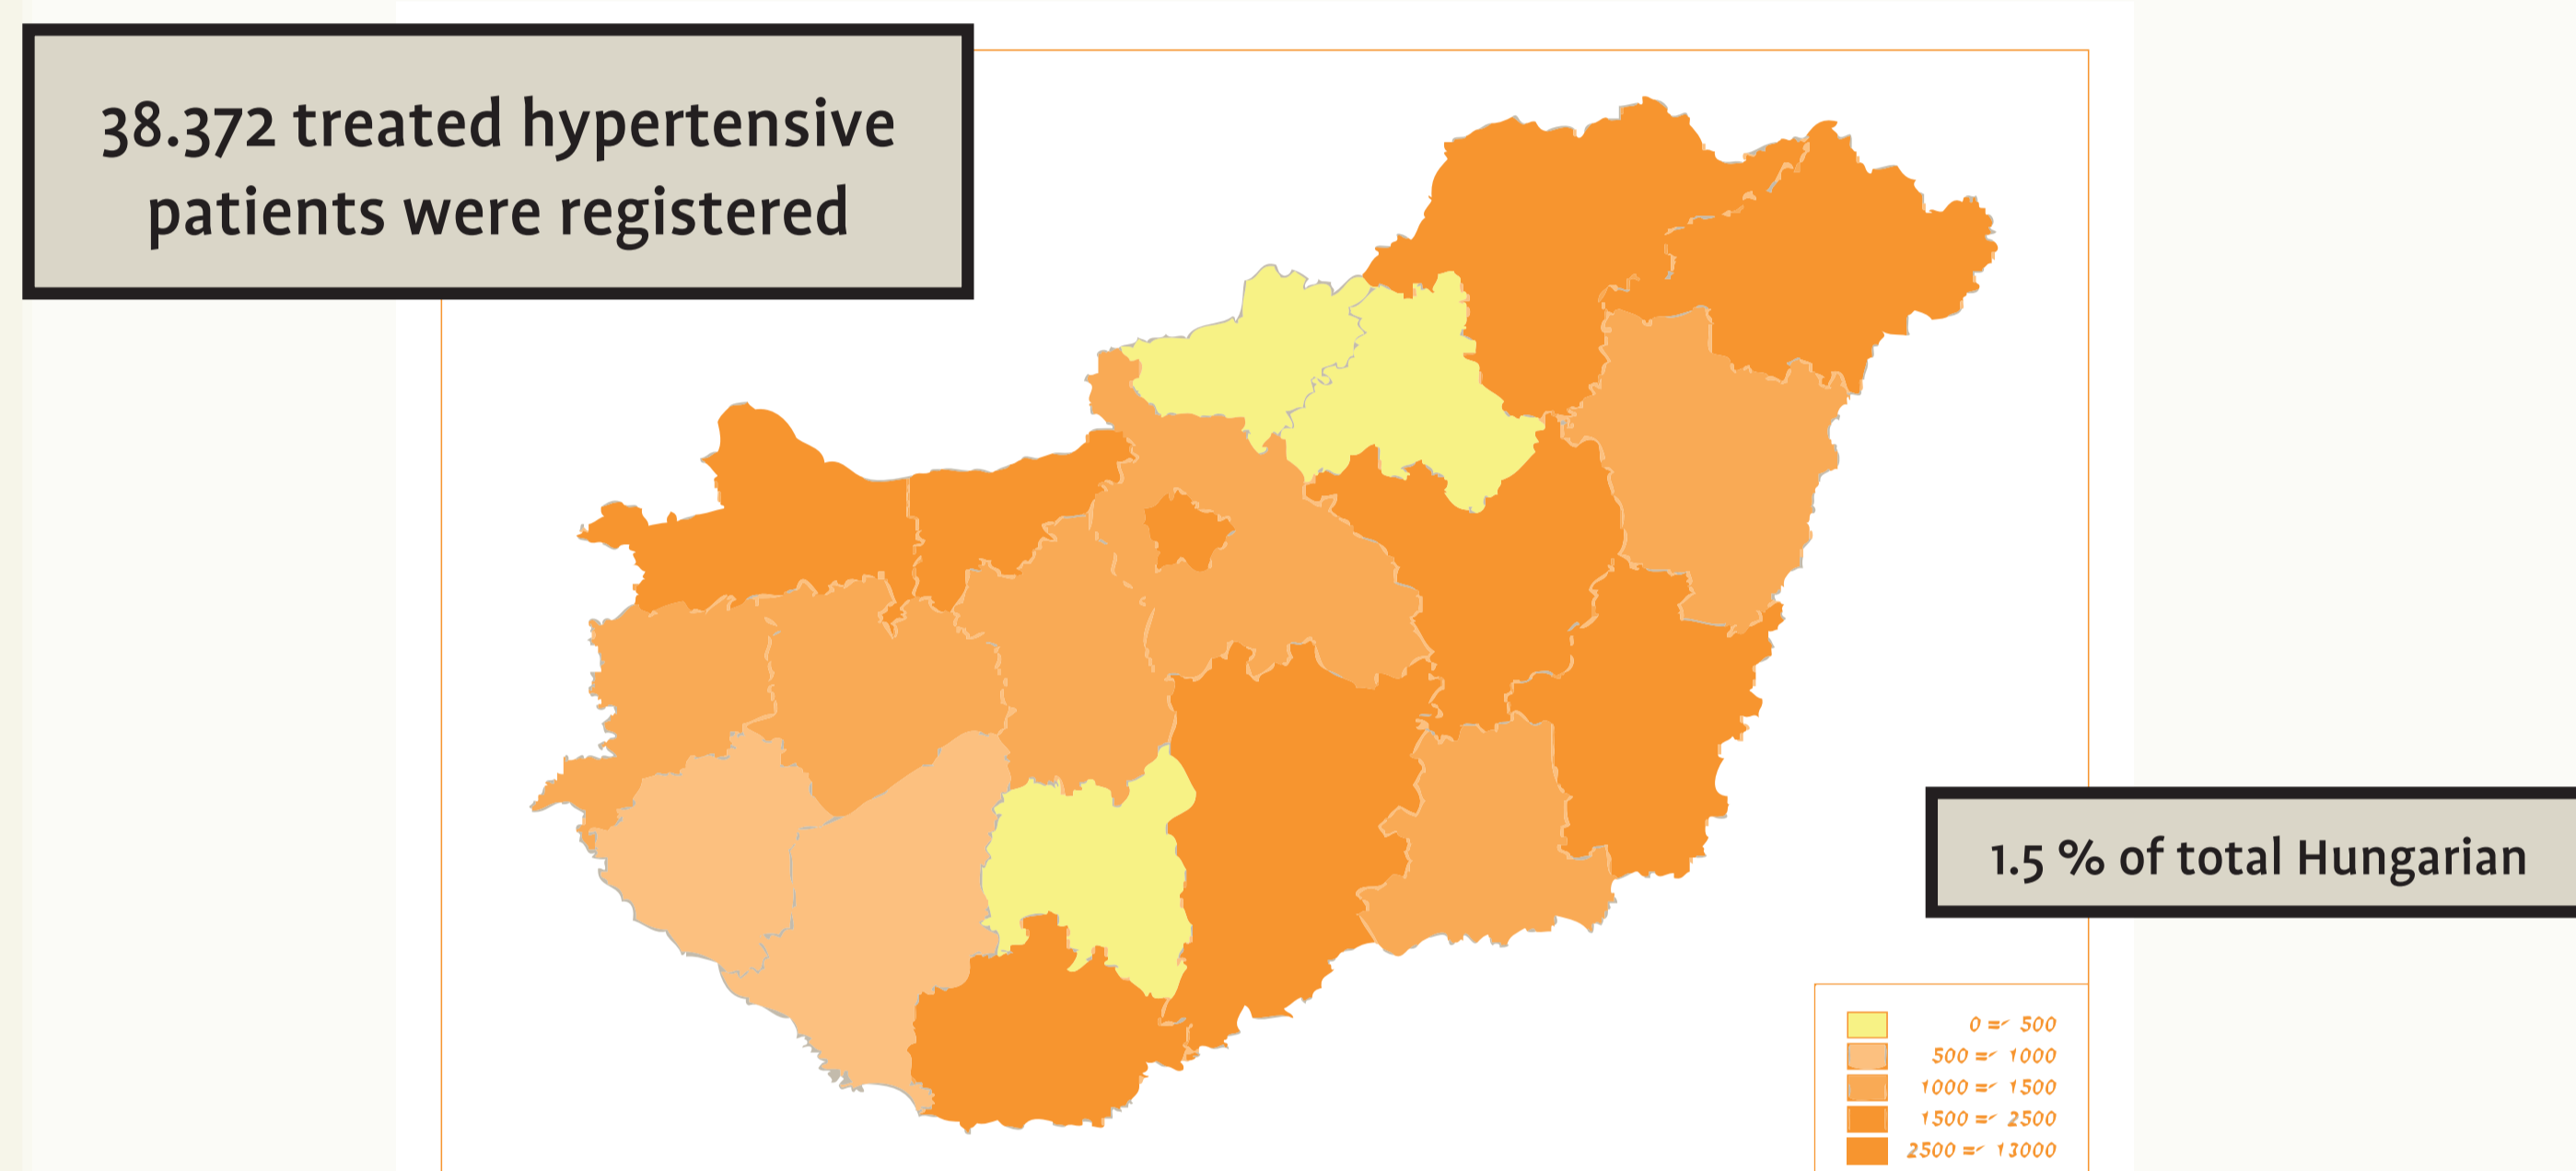 38.372 treated hypertensive
patients were registered
1.5 % of total Hungarian
0 =< 500
500 =< 1000
1000 =< 1500
1500 =< 2500
2500 =< 13000